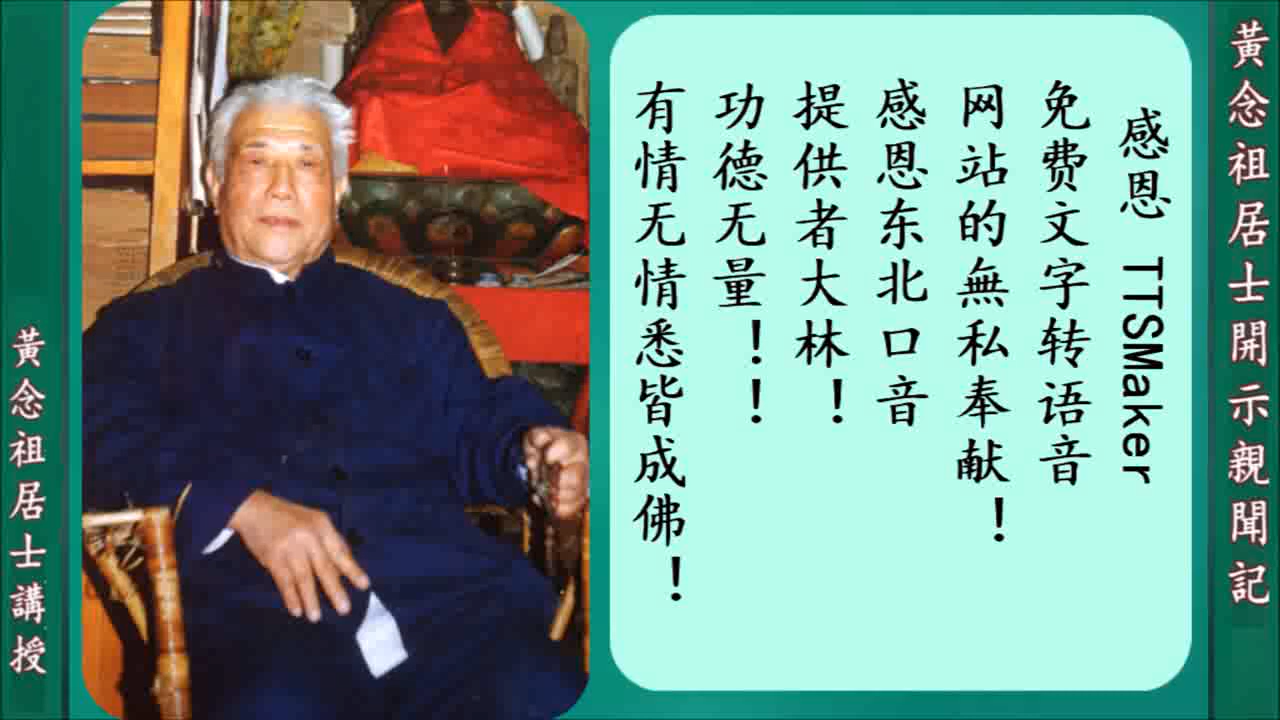 黃念祖居士開示親聞記
感恩 TTSMaker
免费文字转语音
网站的無私奉献！
感恩东北口音
提供者大林！
功德无量！！
有情无情悉皆成佛！
黃念祖居士講授